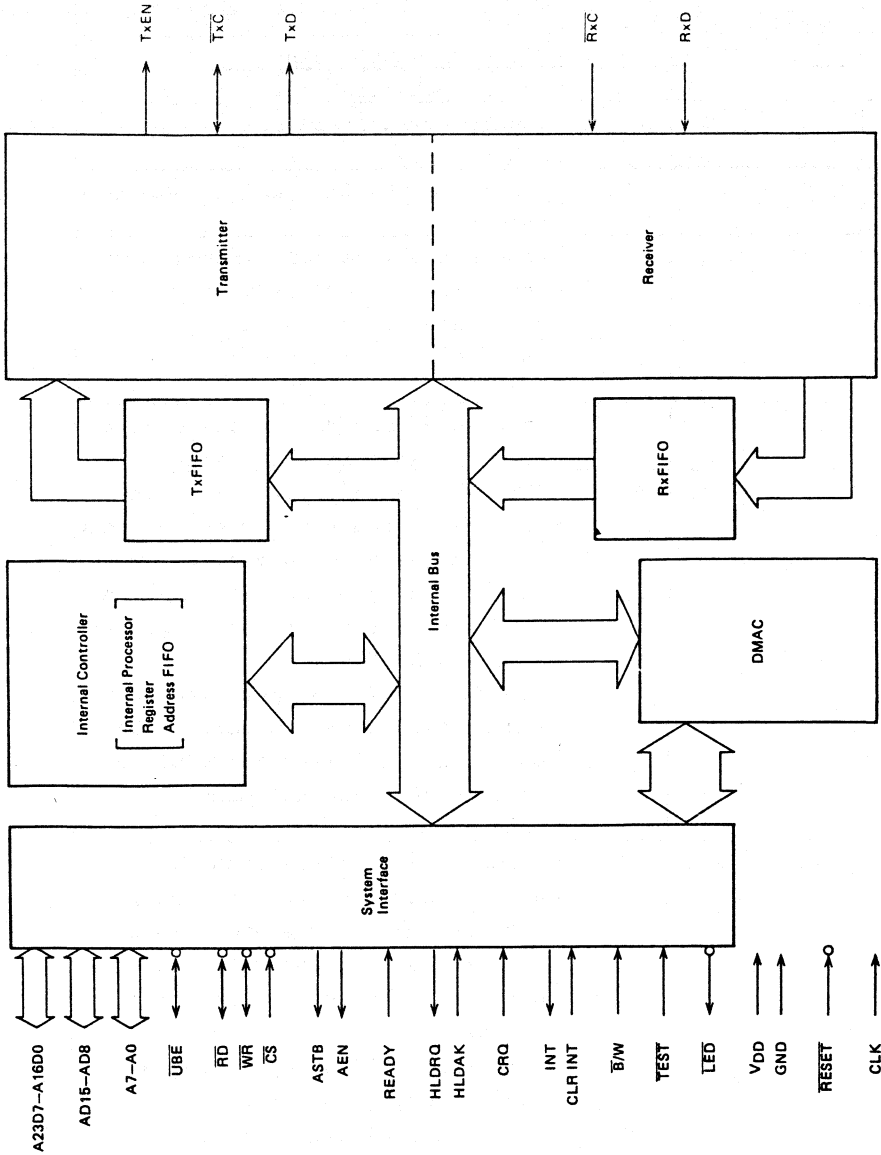 A23D7–A16D0
AD15–AD8
A7–A0
UBE
RD
WR
CS
ASTB
AEN
READY
HLDRQ
HLDAK
CRQ
INT
CLR INT
B/W
TEST
LED
VDD
GND
RESET
CLK
System
Interface
Internal Controller
Internal Processor
Register
Address FIFO
Internal Bus
DMAC
TxFIFO
RxFIFO
Transmitter
Receiver
TxEN
TxC
TxD
RxC
RxD